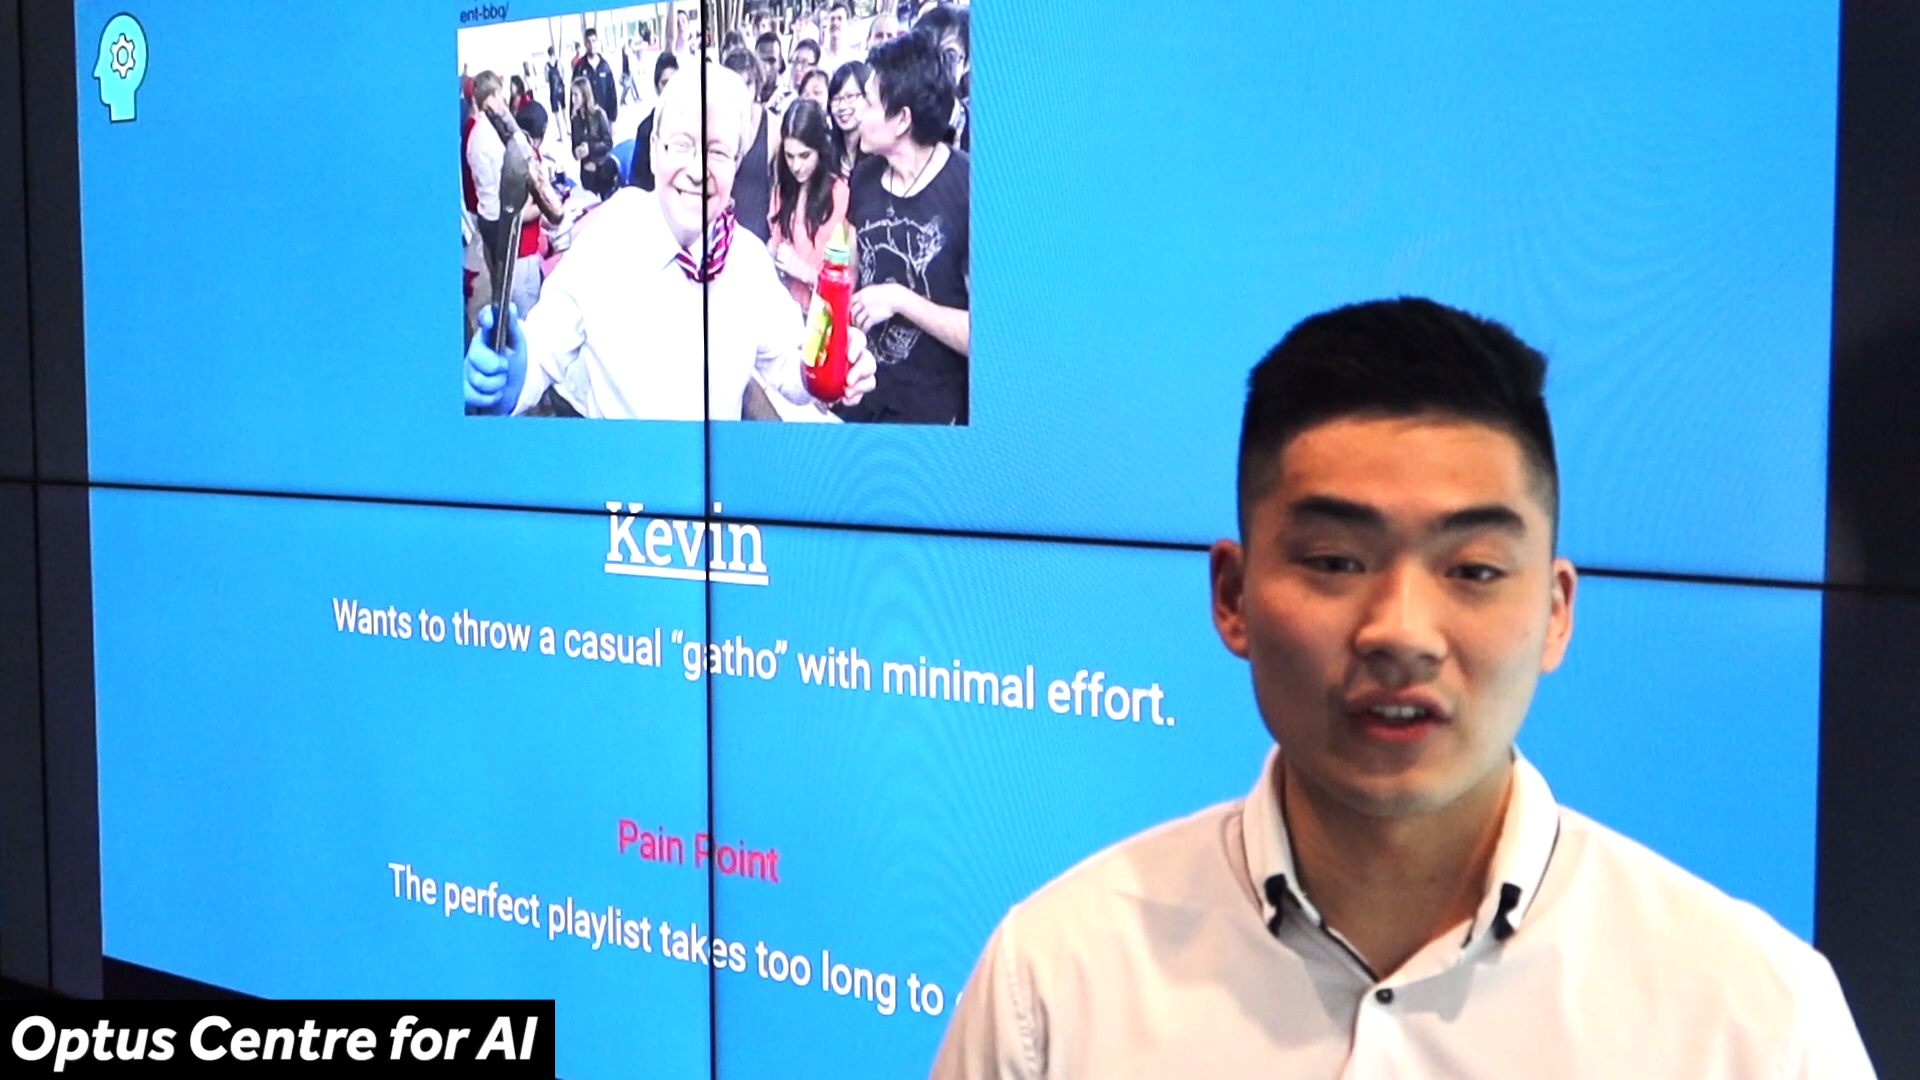 ent-bbq/
Kevin
Wants to throw a casual “gatho” with minimal effort.
Pain Point
The perfect playlist takes too long to
Optus Centre for AI